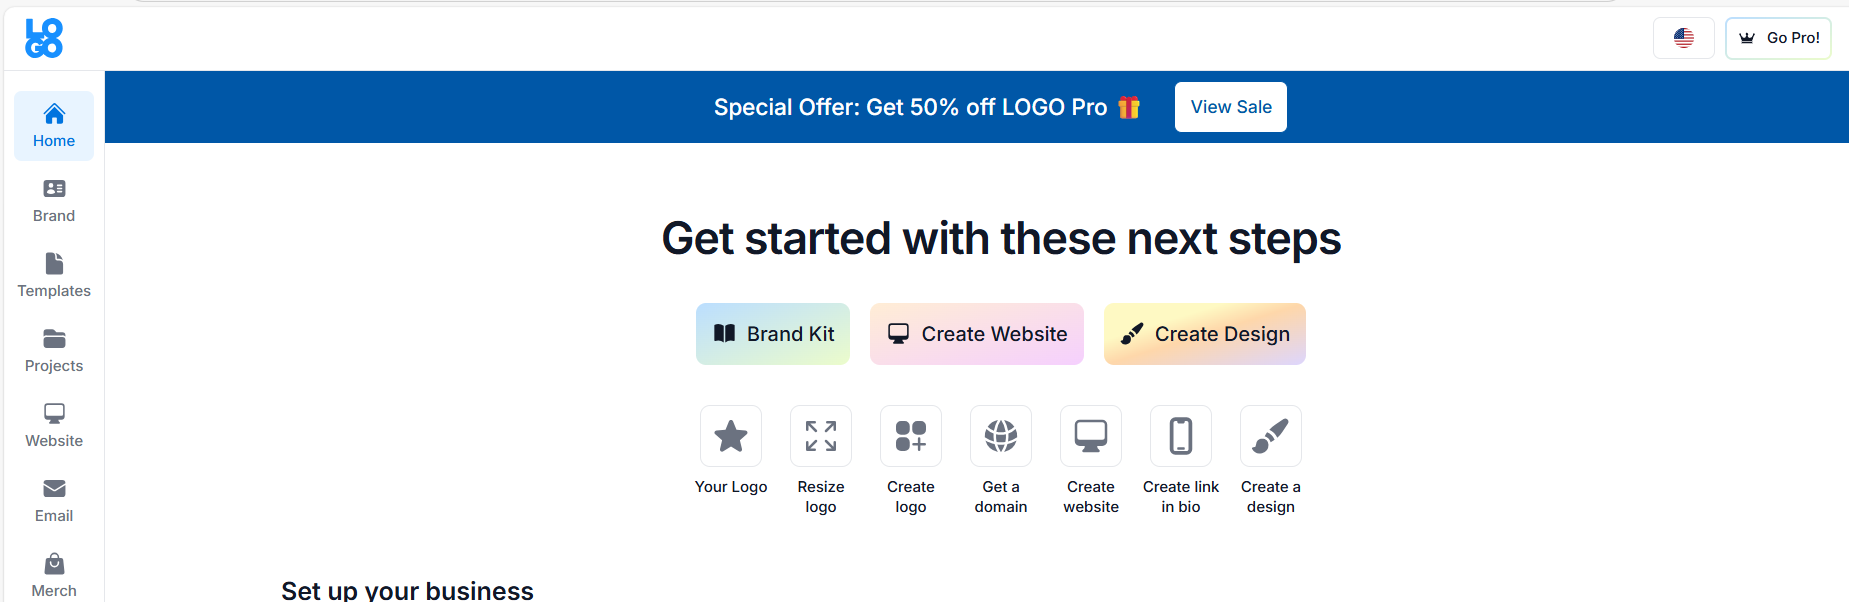 LO
GO
Go Pro!
Special Offer: Get 50% off LOGO Pro
View Sale
Home
Brand
Templates
Projects
Website
Email
Merch
Get started with these next steps
Brand Kit
Create Website
Create Design
Your Logo
Resize
logo
Create
logo
Get a
domain
Create
website
Create link
in bio
Create a
design
Set up your business